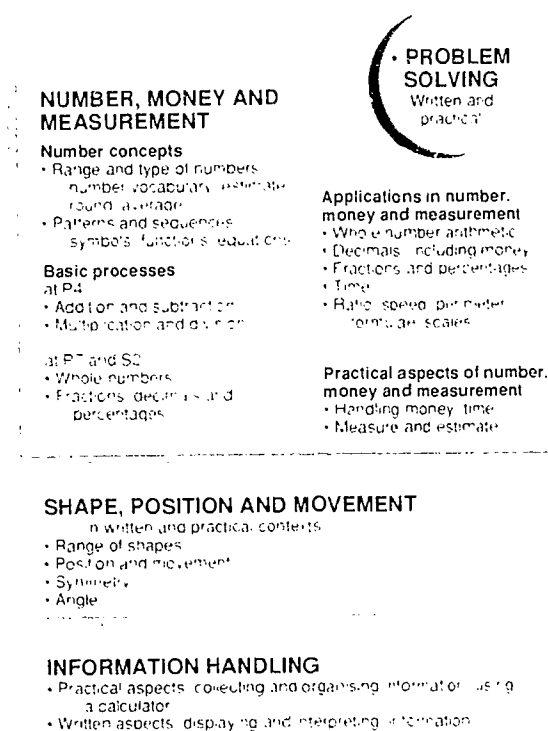 • PROBLEM
SOLVING
Written and
practical
NUMBER, MONEY AND
MEASUREMENT
Number concepts
• Range and type of numbers
number vocabulary, estimate
round, average
• Patterns and sequences
symbols, functions, equations
Basic processes
at P4
• Addition and subtraction
• Multiplication and division
at P7 and S2
• Whole numbers
• Fractions, decimals and
percentages
Applications in number,
money and measurement
• Whole number arithmetic
• Decimals including money
• Fractions and percentages
• Time
• Ratio, speed, perimeter
formulae, scales
Practical aspects of number,
money and measurement
• Handling money, time
• Measure and estimate
SHAPE, POSITION AND MOVEMENT
in written and practical contexts
• Range of shapes
• Position and movement
• Symmetry
• Angle
INFORMATION HANDLING
• Practical aspects, collecting and organising information using
a calculator
• Written aspects, displaying and interpreting information